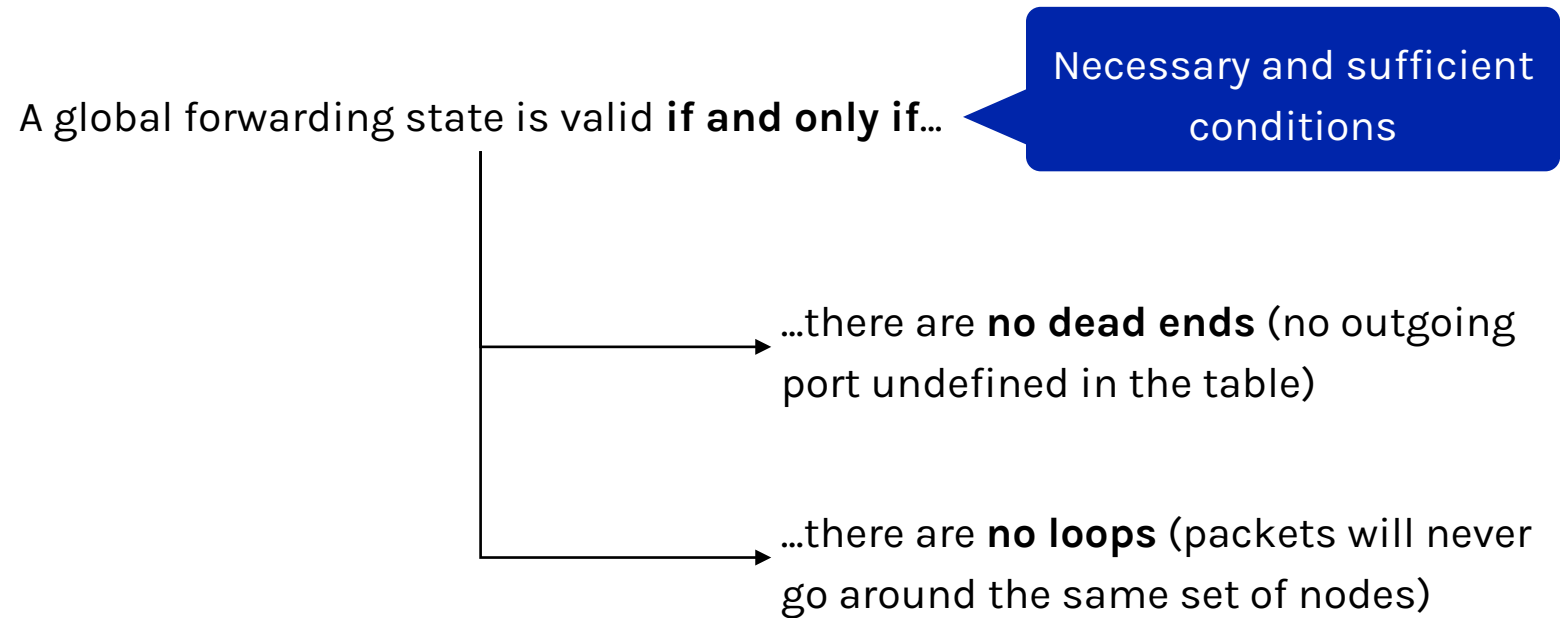 A global forwarding state is valid if and only if…
Necessary and sufficient
conditions
…there are no dead ends (no outgoing
port undefined in the table)
…there are no loops (packets will never
go around the same set of nodes)